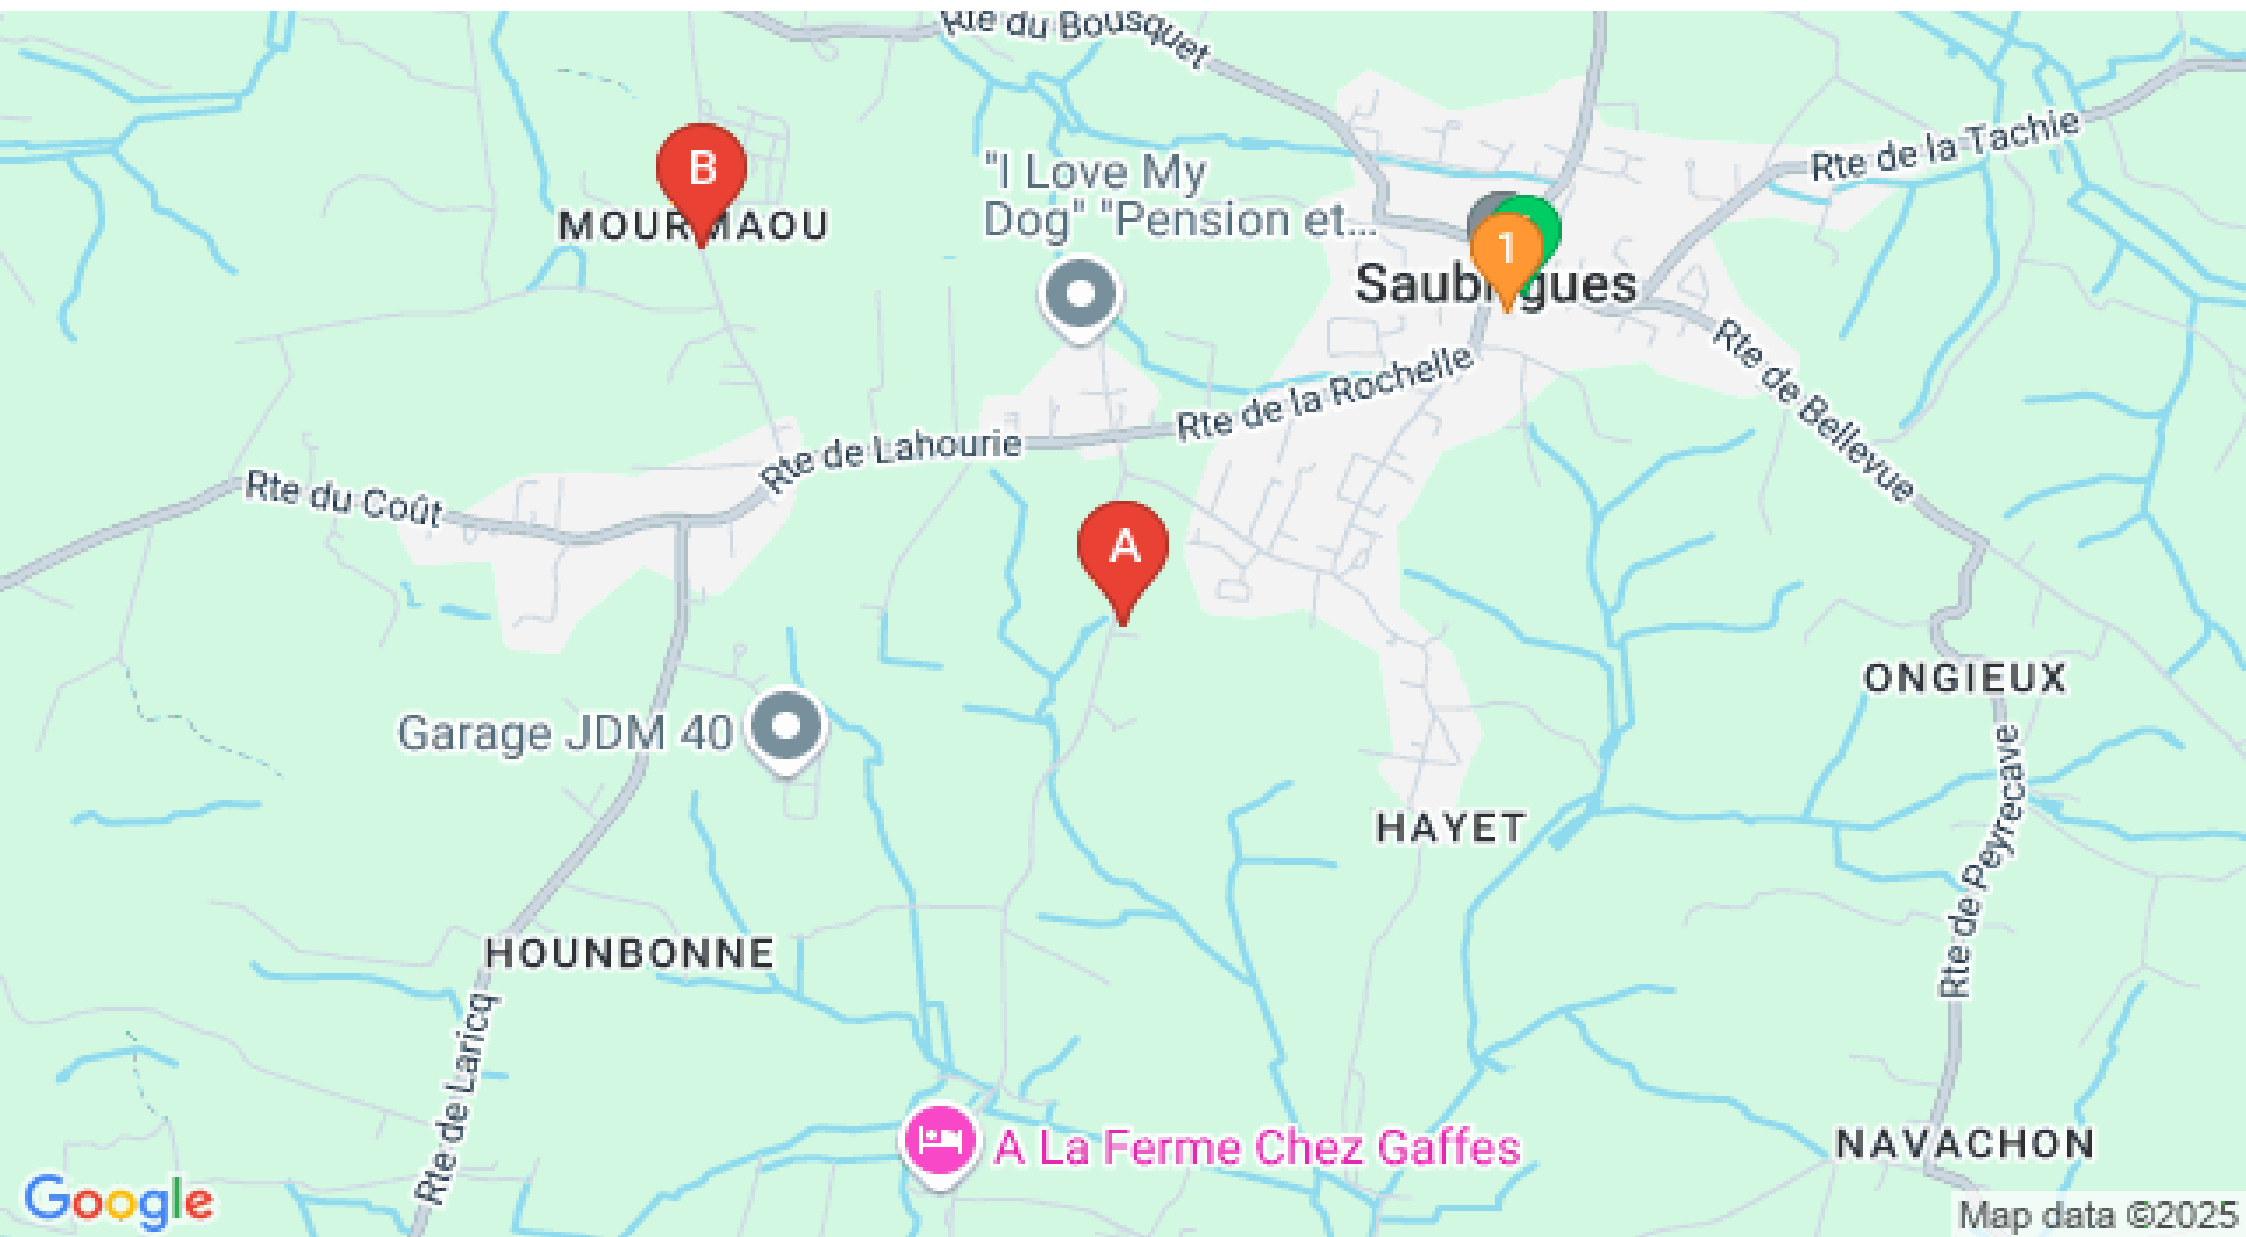 Rte du Bousquet
Rte de la Tachie
B
"I Love My
Dog" "Pension et...
MOURMAOU
1
Saubrigues
Rte de la Rochelle
Rte de Bellevue
Rte de Lahourie
Rte du Coût
A
ONGIEUX
Garage JDM 40
Rte de Peyrecave
HAYET
HOUNBONNE
Rte de Laricq
A La Ferme Chez Gaffes
NAVACHON
Google
Map data ©2025